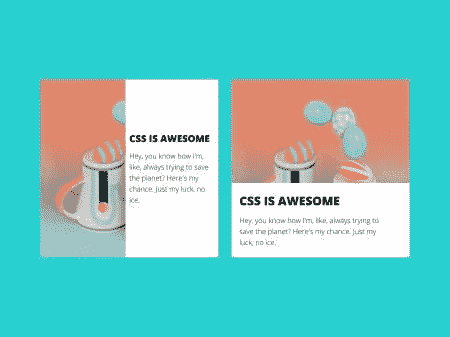 CSS IS AWESOME
Hey, you know how I'm,
like, always trying to save
the planet? Here's my
chance. Just my luck, no
ice.
CSS IS AWESOME
Hey, you know how I'm, like, always trying to
save the planet? Here's my chance. Just my
luck, no ice.